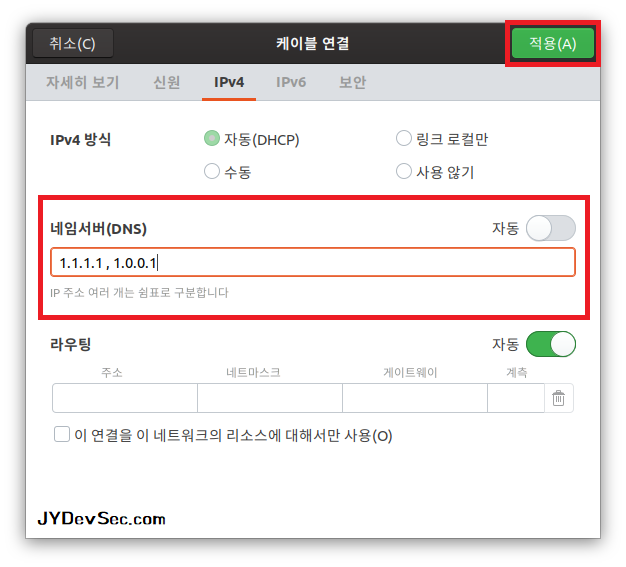 취소(C) 케이블 연결 적용(A)
자세히 보기 신원 IPv4 IPv6 보안
IPv4 방식 자동(DHCP) 링크 로컬만
수동 사용 않기
네임서버(DNS) 자동
1.1.1.1 , 1.0.0.1
IP 주소 여러 개는 쉼표로 구분합니다
라우팅 자동
주소 네트마스크 게이트웨이 계측
이 연결을 이 네트워크의 리소스에 대해서만 사용(O)
JYDevSec.com